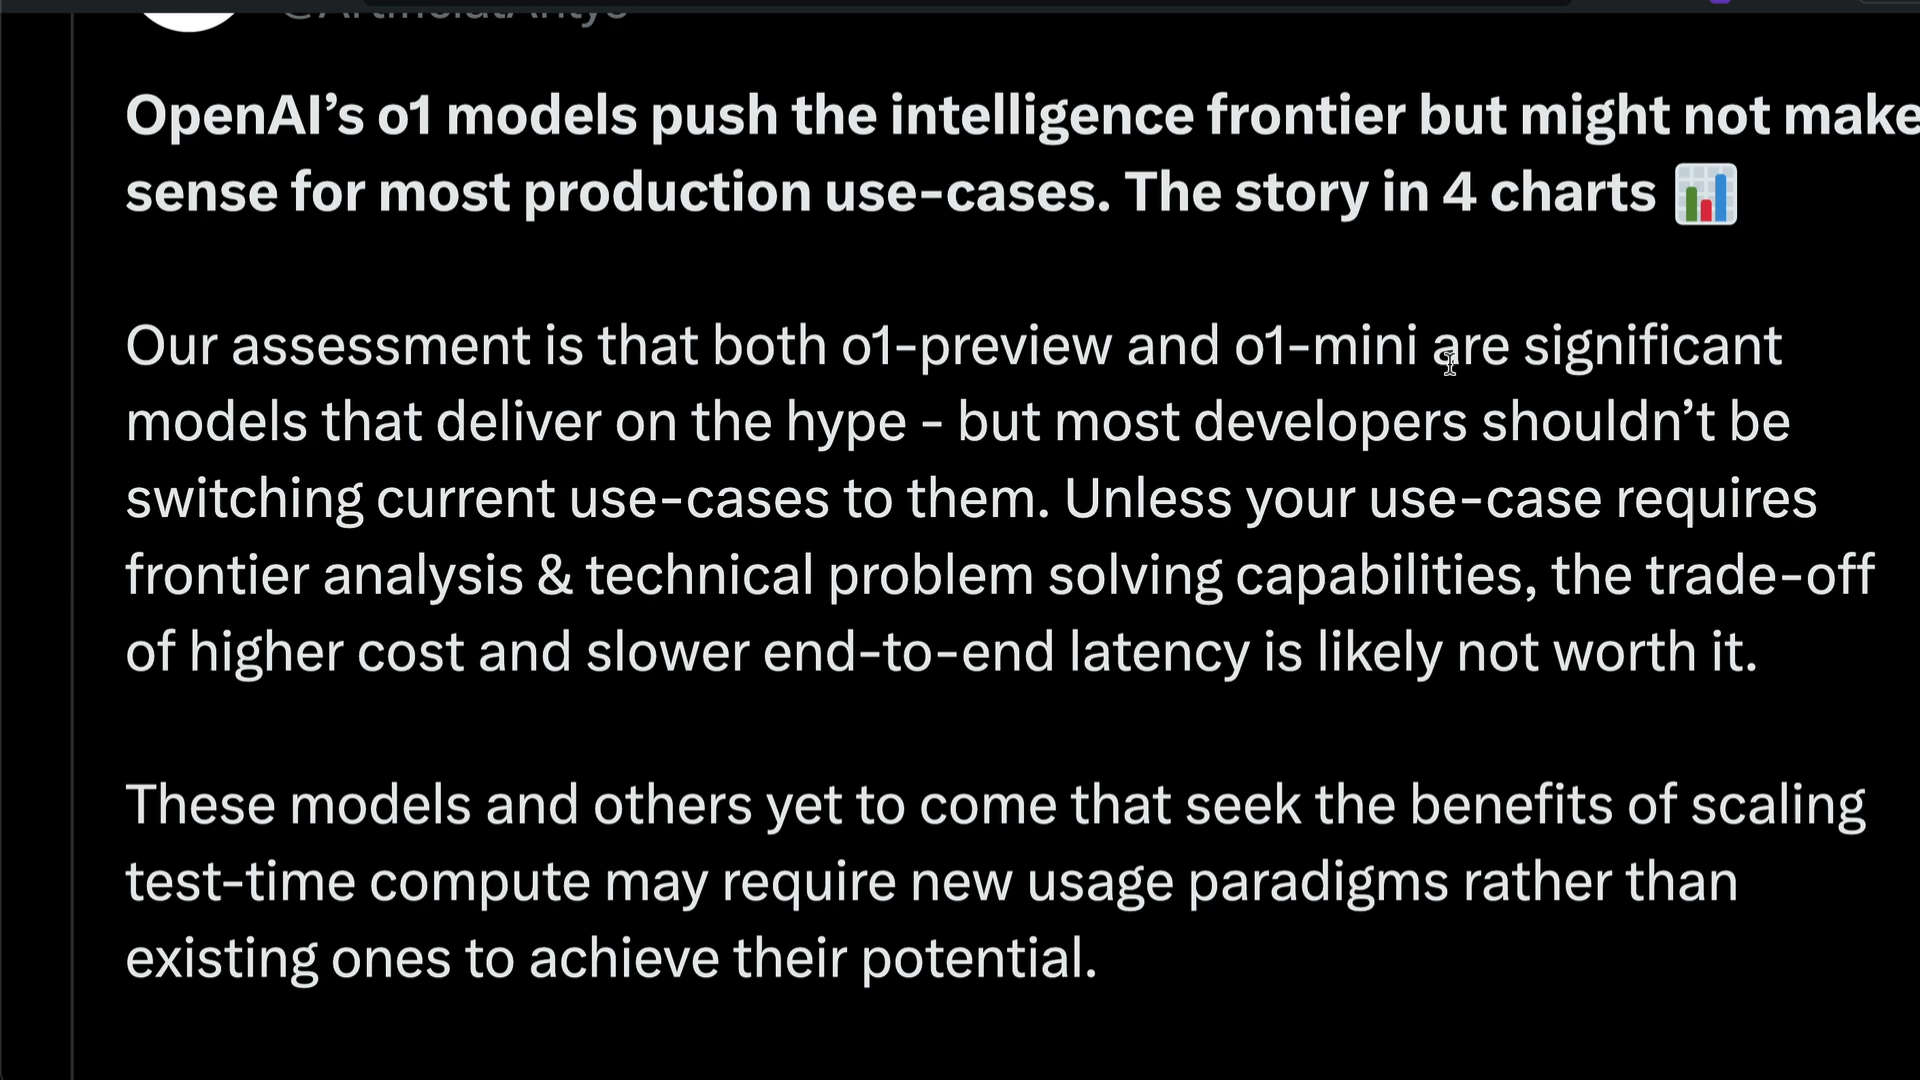 OpenAI’s o1 models push the intelligence frontier but might not make
sense for most production use-cases. The story in 4 charts 📊
Our assessment is that both o1-preview and o1-mini are significant
models that deliver on the hype - but most developers shouldn’t be
switching current use-cases to them. Unless your use-case requires
frontier analysis & technical problem solving capabilities, the trade-off
of higher cost and slower end-to-end latency is likely not worth it.
These models and others yet to come that seek the benefits of scaling
test-time compute may require new usage paradigms rather than
existing ones to achieve their potential.